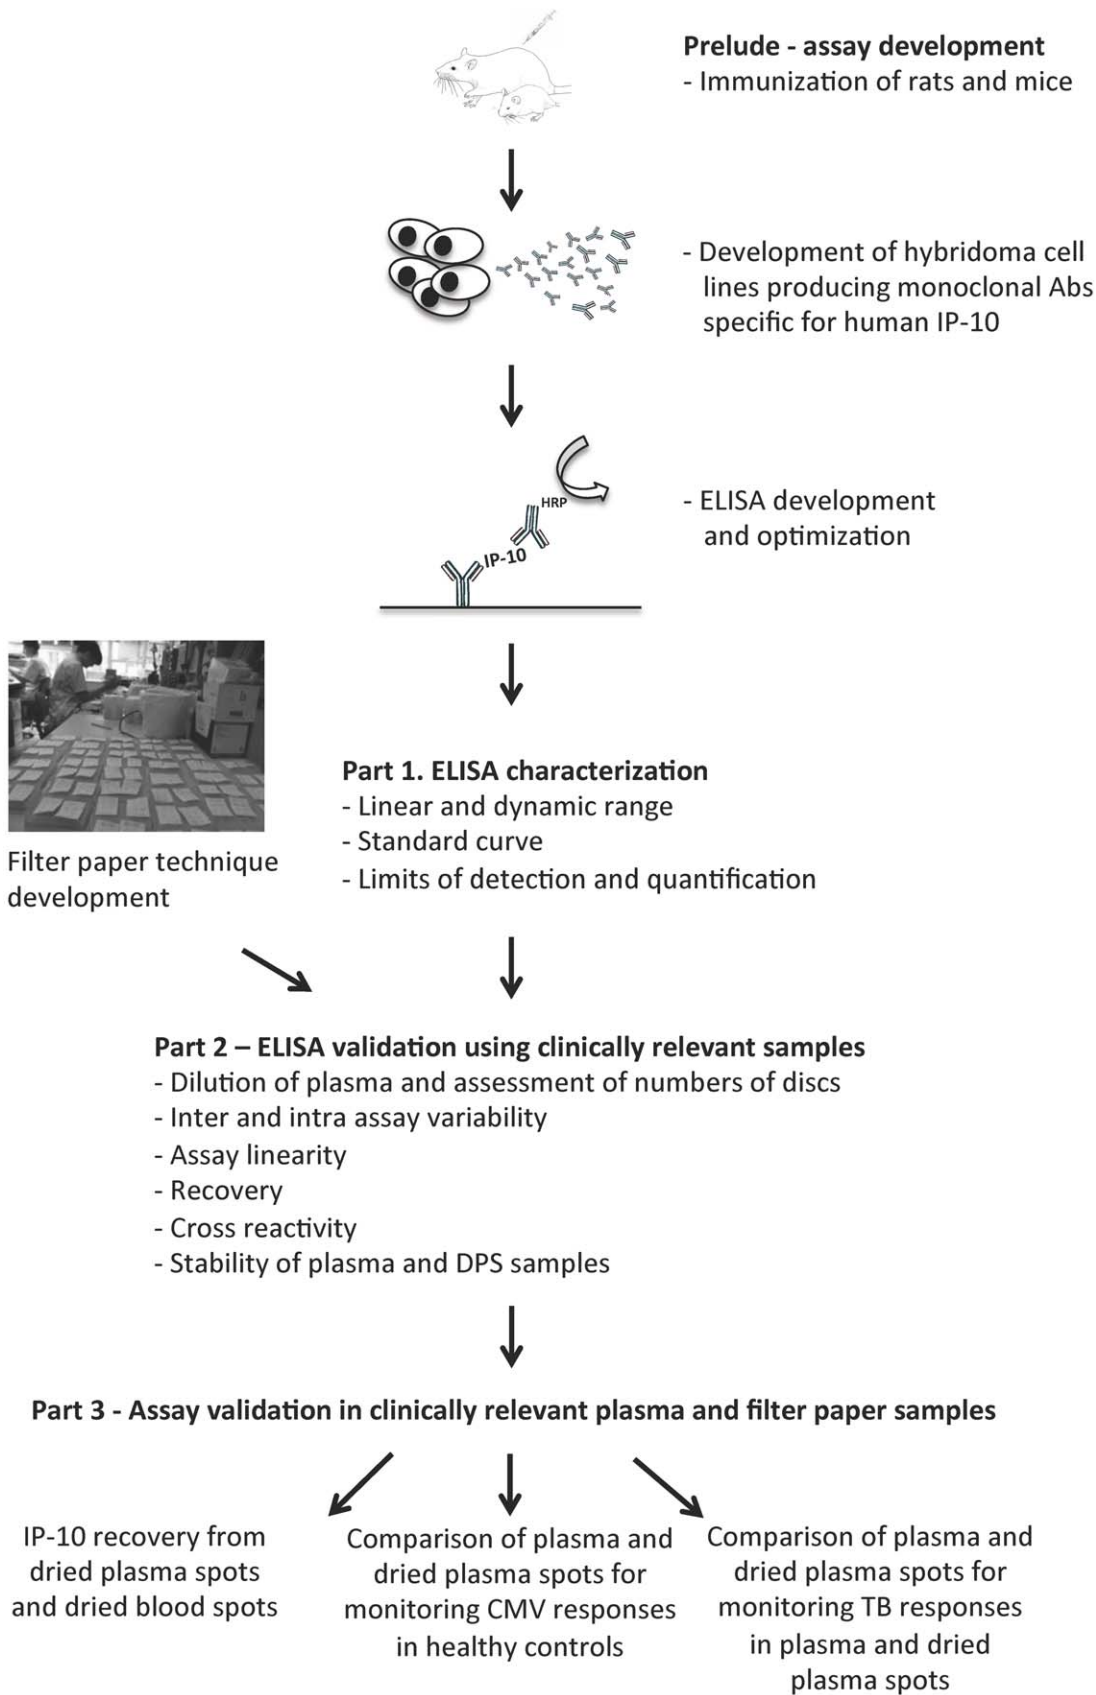 Prelude - assay development
- Immunization of rats and mice
- Development of hybridoma cell
lines producing monoclonal Abs
specific for human IP-10
HRP
IP-10
- ELISA development
and optimization
Part 1. ELISA characterization
- Linear and dynamic range
- Standard curve
- Limits of detection and quantification
Filter paper technique
development
Part 2 – ELISA validation using clinically relevant samples
- Dilution of plasma and assessment of numbers of discs
- Inter and intra assay variability
- Assay linearity
- Recovery
- Cross reactivity
- Stability of plasma and DPS samples
Part 3 - Assay validation in clinically relevant plasma and filter paper samples
IP-10 recovery from
dried plasma spots
and dried blood spots
Comparison of plasma and
dried plasma spots for
monitoring CMV responses
in healthy controls
Comparison of plasma and
dried plasma spots for
monitoring TB responses
in plasma and dried
plasma spots